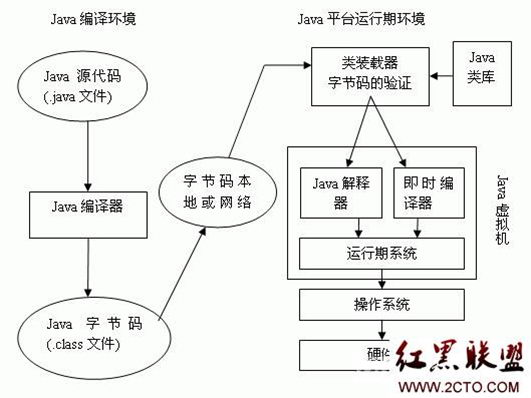 Java 编译环境
Java 平台运行期环境
Java 源代码
(.java 文件)
Java 编译器
Java 字节码
(.class 文件)
字节码本
地或网络
类装载器
字节码的验证
Java
类库
Java 解释
器
即时编
译器
运行期系统
Java 虚拟机
操作系统
硬件
红黑联盟
www.2CTO.com